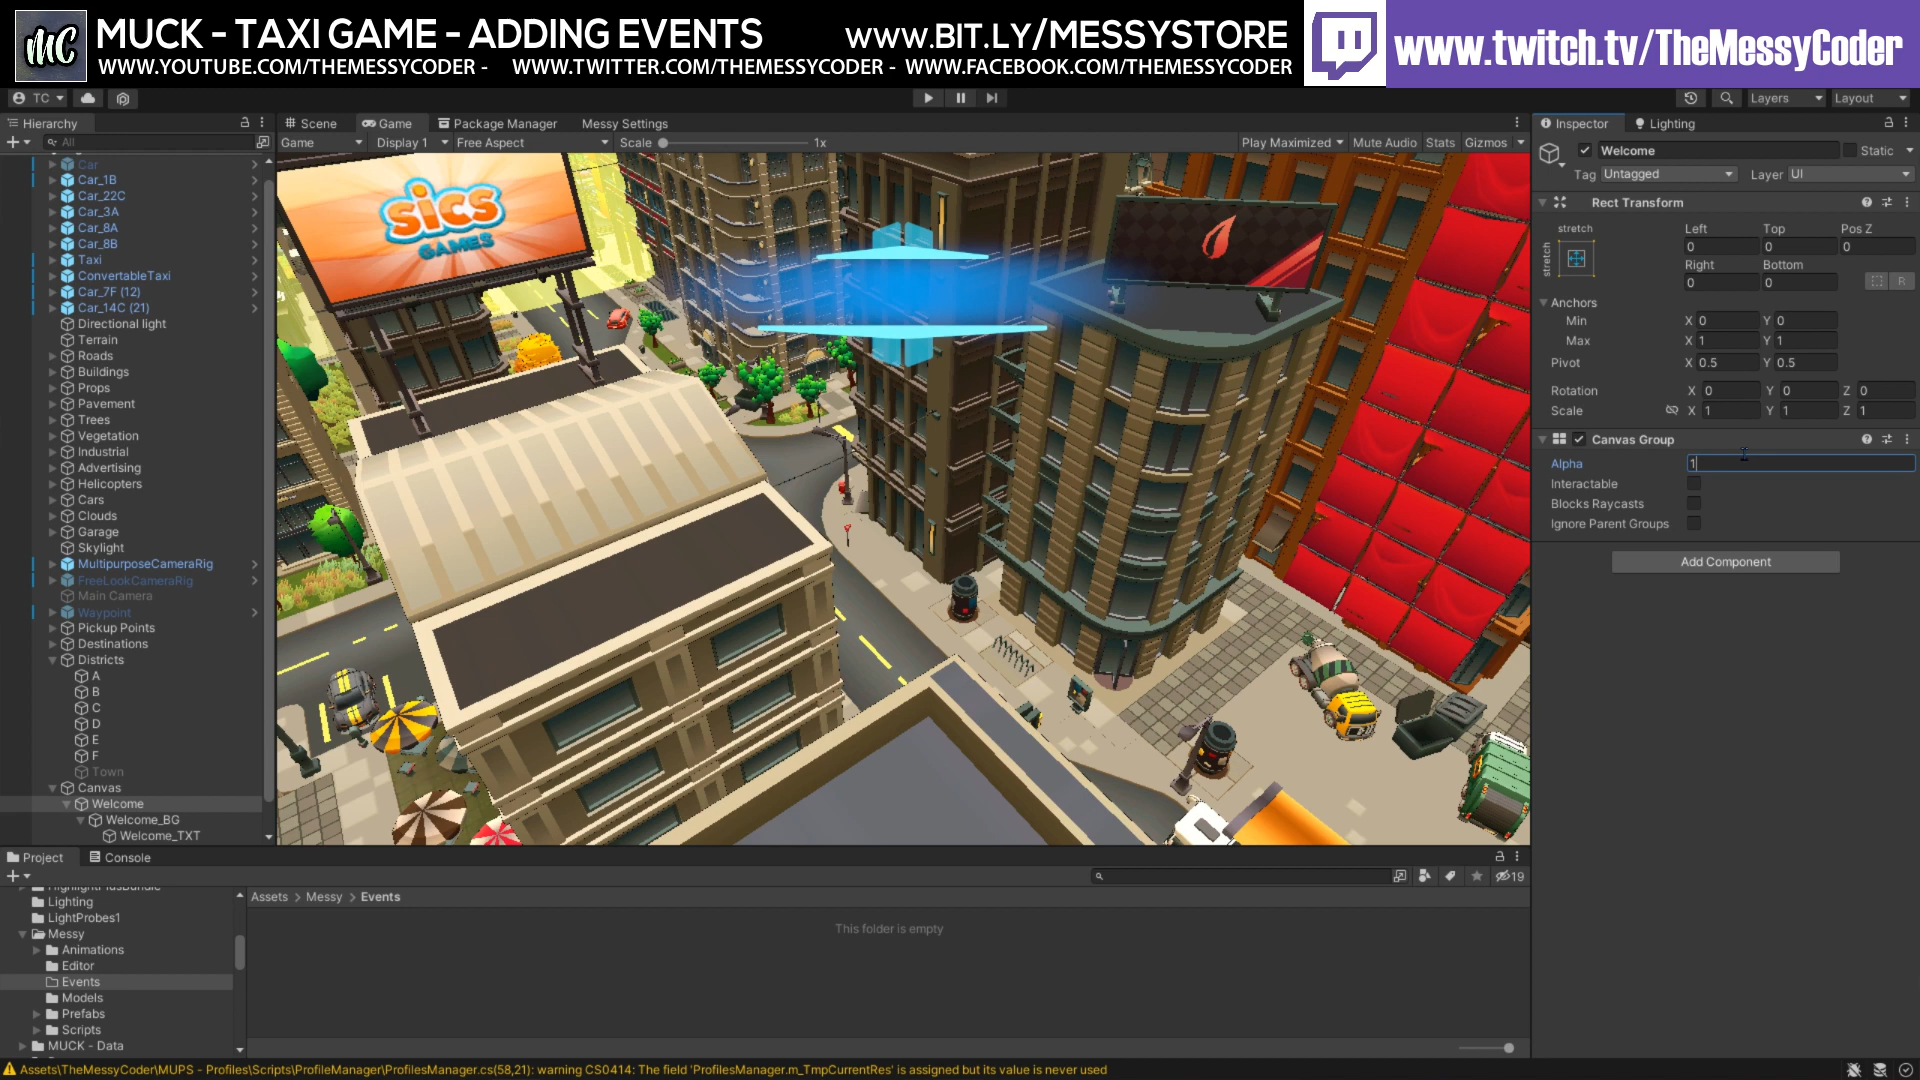 MC
MUCK - TAXI GAME - ADDING EVENTS
WWW.BIT.LY/MESSYSTORE
www.twitch.tv/TheMessyCoder
WWW.YOUTUBE.COM/THEMESSYCODER -
WWW.TWITTER.COM/THEMESSYCODER -
WWW.FACEBOOK.COM/THEMESSYCODER
TC
Layers
Layout
Hierarchy
All
Car
Car_1B
Car_22C
Car_3A
Car_8A
Car_8B
Taxi
ConvertableTaxi
Car_7F (12)
Car_14C (21)
Directional light
Terrain
Roads
Buildings
Props
Pavement
Trees
Vegetation
Industrial
Advertising
Helicopters
Cars
Clouds
Garage
Skylight
MultipurposeCameraRig
FreeLookCameraRig
Main Camera
Waypoint
Pickup Points
Destinations
Districts
A
B
C
D
E
F
Town
Canvas
Welcome
Welcome_BG
Welcome_TXT
Scene
Game
Package Manager
Messy Settings
Game
Display 1
Free Aspect
Scale
1x
Play Maximized
Mute Audio
Stats
Gizmos
sics
GAMES
Inspector
Lighting
Welcome
Static
Tag Untagged
Layer UI
Rect Transform
stretch
stretch
Left Top Pos Z
0 0 0
Right Bottom
0 0
R
Anchors
Min X 0 Y 0
Max X 1 Y 1
Pivot X 0.5 Y 0.5
Rotation X 0 Y 0 Z 0
Scale X 1 Y 1 Z 1
Canvas Group
Alpha 1
Interactable
Blocks Raycasts
Ignore Parent Groups
Add Component
Project
Console
19
HighlightPlusBundle
Lighting
LightProbes1
Messy
Animations
Editor
Events
Models
Prefabs
Scripts
MUCK - Data
Assets > Messy > Events
This folder is empty
Assets\TheMessyCoder\MUPS - Profiles\Scripts\ProfileManager\ProfilesManager.cs(58,21): warning CS0414: The field 'ProfilesManager.m_TmpCurrentRes' is assigned but its value is never used